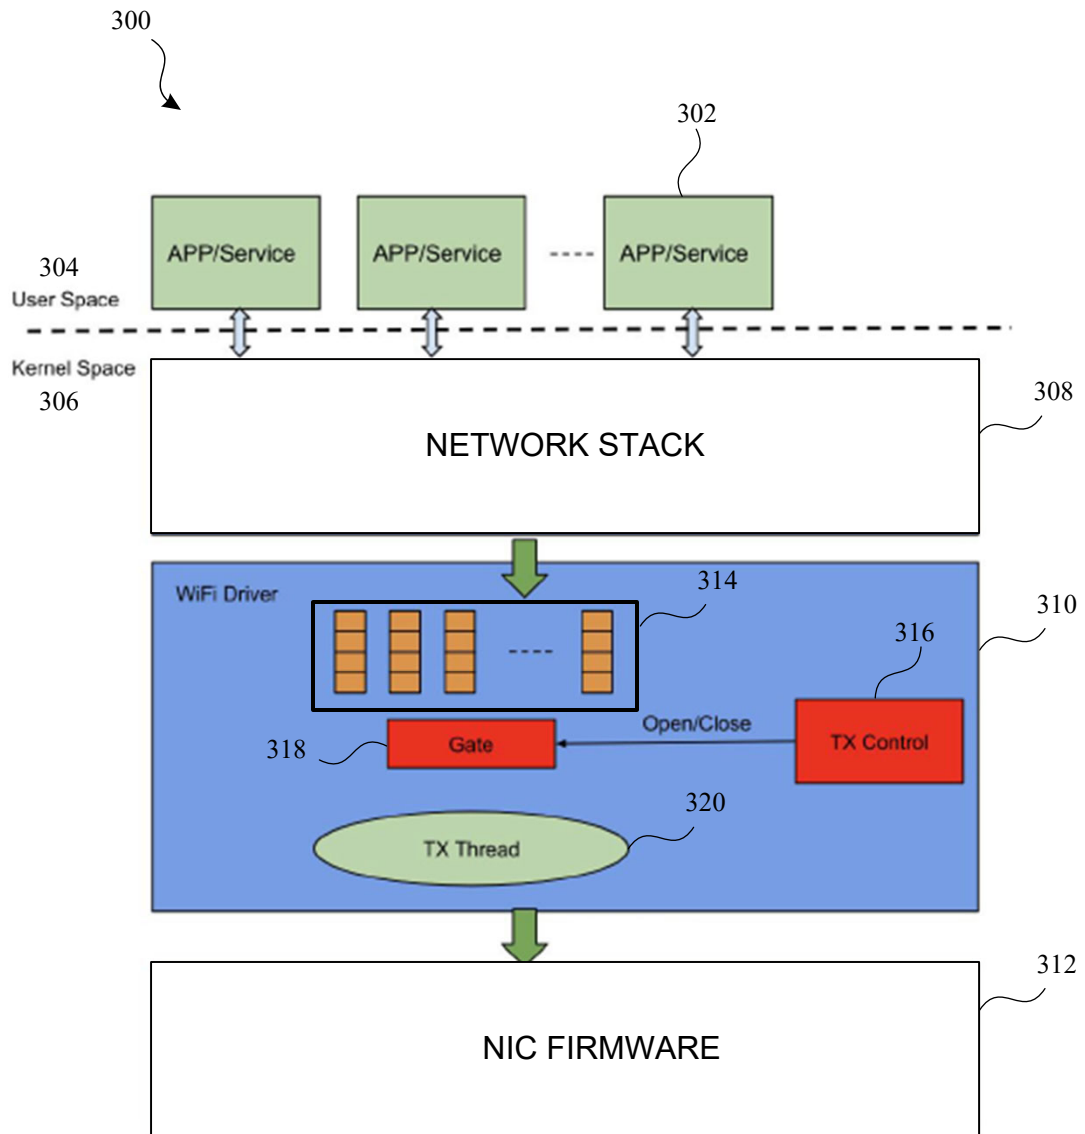 300
302
APP/Service
APP/Service
APP/Service
304
User Space
Kernel Space
306
308
NETWORK STACK
WiFi Driver
314
310
316
Open/Close
318
Gate
TX Control
320
TX Thread
312
NIC FIRMWARE